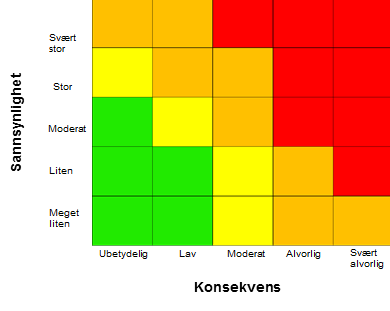 Svært
stor
Stor
Moderat
Liten
Meget
liten
Sannsynlighet
Ubetydelig
Lav
Moderat
Alvorlig
Svært
alvorlig
Konsekvens